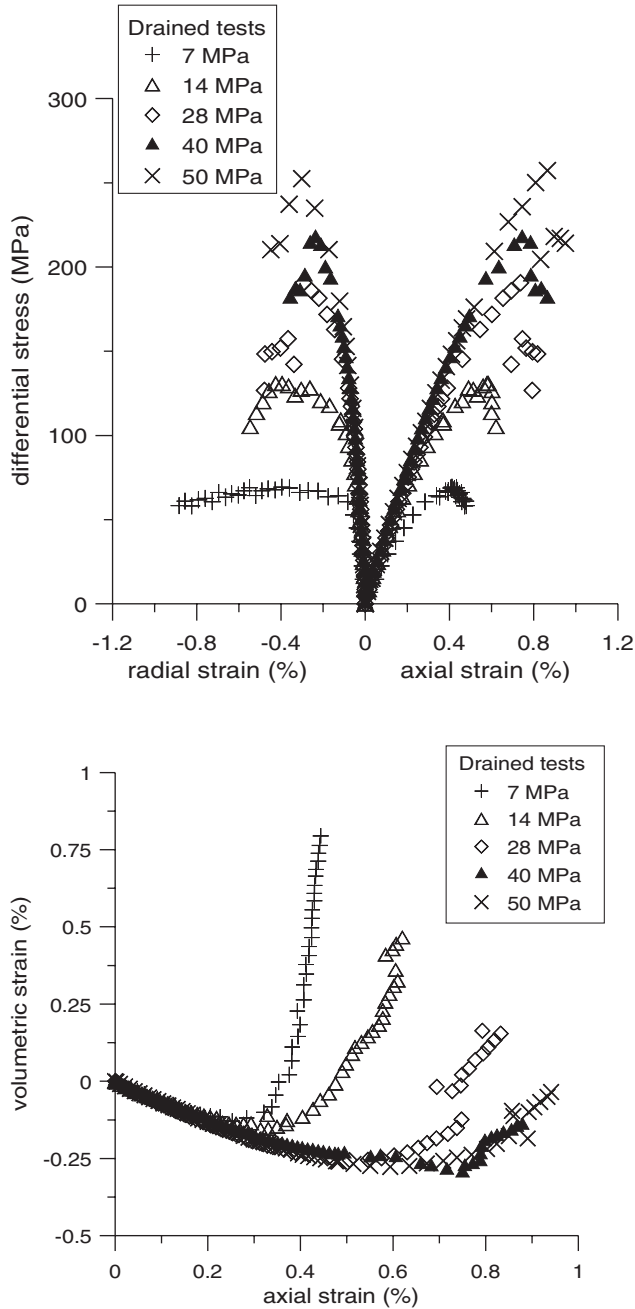 Drained tests
7 MPa
14 MPa
28 MPa
40 MPa
50 MPa
300
200
100
0
differential stress (MPa)
-1.2 -0.8 -0.4 0 0.4 0.8 1.2
radial strain (%) axial strain (%)
Drained tests
7 MPa
14 MPa
28 MPa
40 MPa
50 MPa
1
0.75
0.5
0.25
0
-0.25
-0.5
volumetric strain (%)
0 0.2 0.4 0.6 0.8 1
axial strain (%)